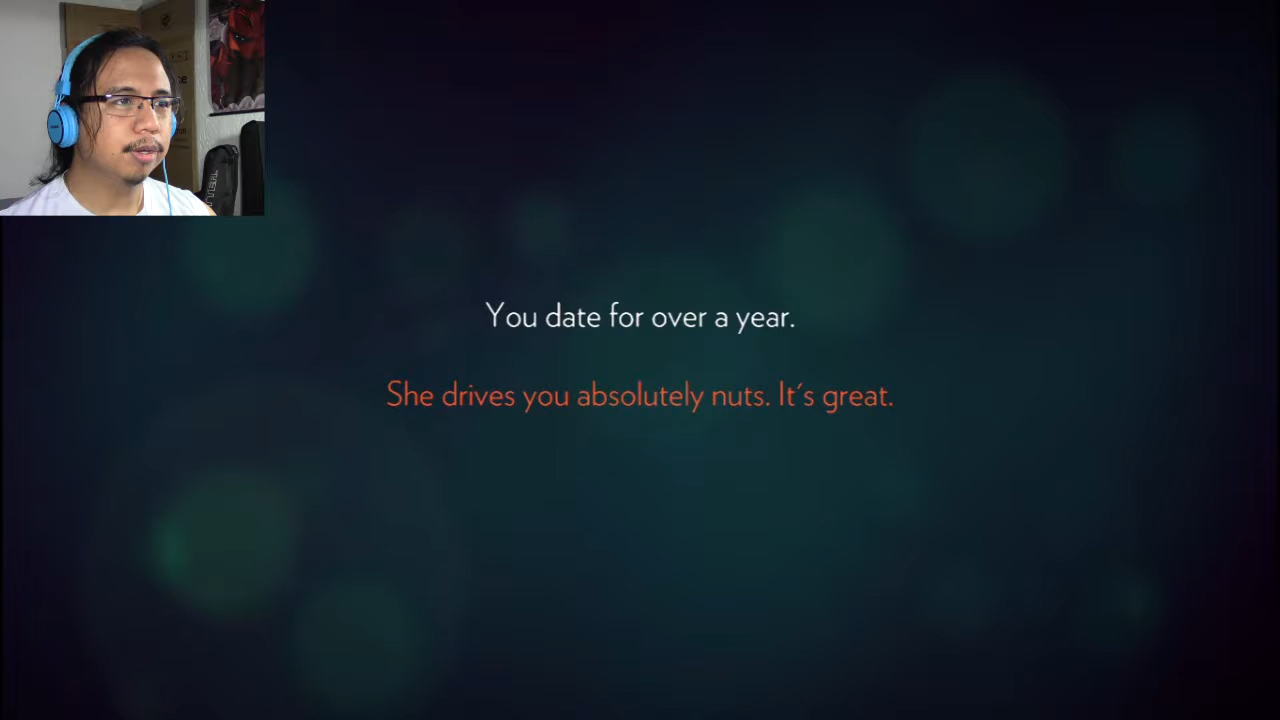 You date for over a year.
She drives you absolutely nuts. It´s great.